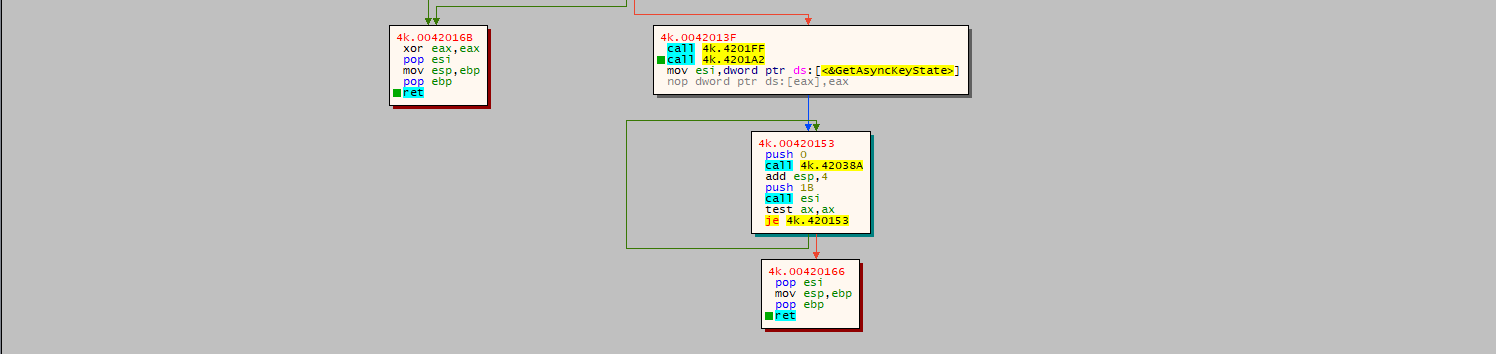 4k.0042016B
xor eax,eax
pop esi
mov esp,ebp
pop ebp
ret
4k.0042013F
call 4k.4201FF
call 4k.4201A2
mov esi,dword ptr ds:[<&GetAsyncKeyState>]
nop dword ptr ds:[eax],eax
4k.00420153
push 0
call 4k.42038A
add esp,4
push 1B
call esi
test ax,ax
je 4k.420153
4k.00420166
pop esi
mov esp,ebp
pop ebp
ret